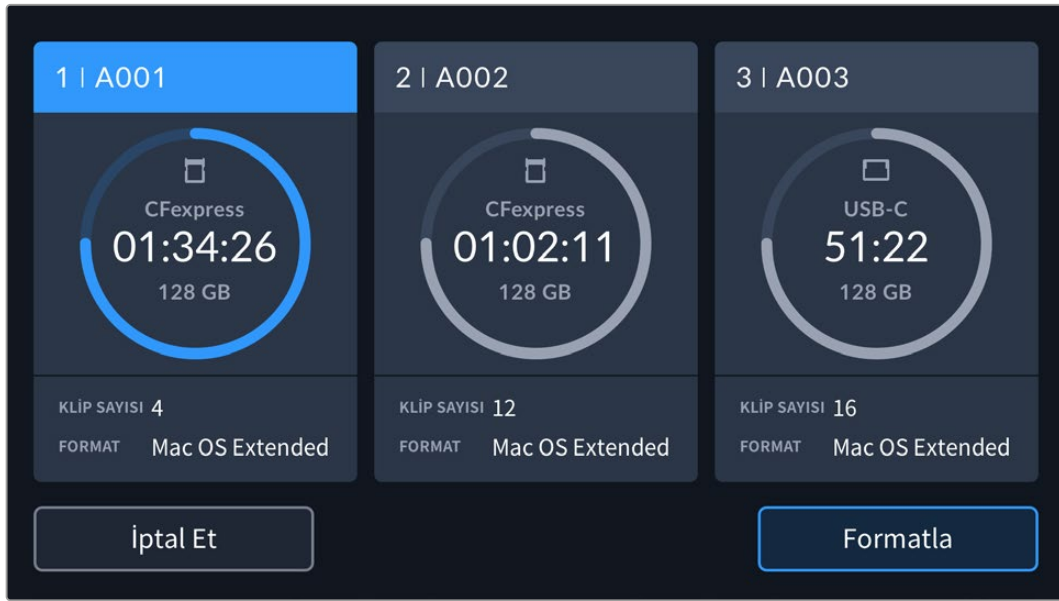 1 | A001
CFexpress
01:34:26
128 GB
KLİP SAYISI 4
FORMAT Mac OS Extended
2 | A002
CFexpress
01:02:11
128 GB
KLİP SAYISI 12
FORMAT Mac OS Extended
3 | A003
USB-C
51:22
128 GB
KLİP SAYISI 16
FORMAT Mac OS Extended
İptal Et
Formatla